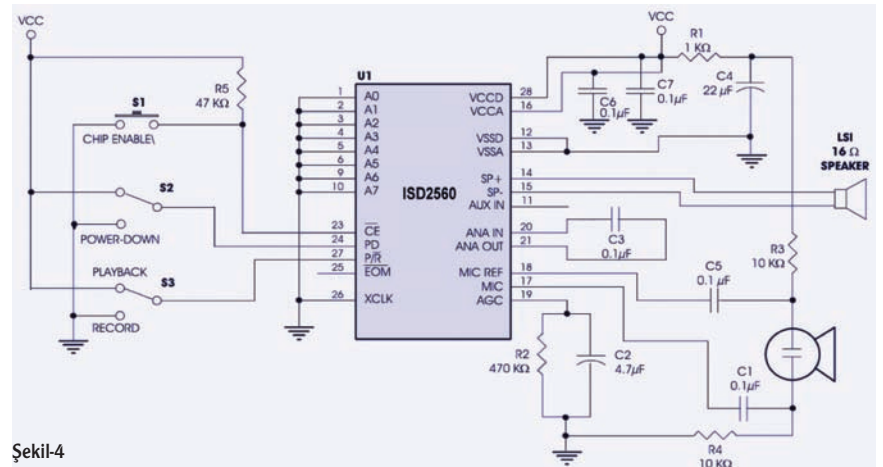 VCC
R5
47 KΩ
S1
CHIP ENABLE\
S2
POWER-DOWN
PLAYBACK
S3
RECORD
U1
ISD2560
1 A0
2 A1
3 A2
4 A3
5 A4
6 A5
9 A6
10 A7
23 CE
24 PD
27 P/R
25 EOM
26 XCLK
VCCD 28
VCCA 16
VSSD 12
VSSA 13
SP+ 14
SP- 15
AUX IN 11
ANA IN 20
ANA OUT 21
MIC REF 18
MIC 17
AGC 19
VCC
R1
1 KΩ
C6
0.1µF
C7
0.1µF
C4
22 µF
LSI
16 Ω
SPEAKER
C3
0.1µF
R3
10 KΩ
C5
0.1 µF
R2
470 KΩ
C2
4.7µF
C1
0.1µF
R4
10 KΩ
Şekil-4